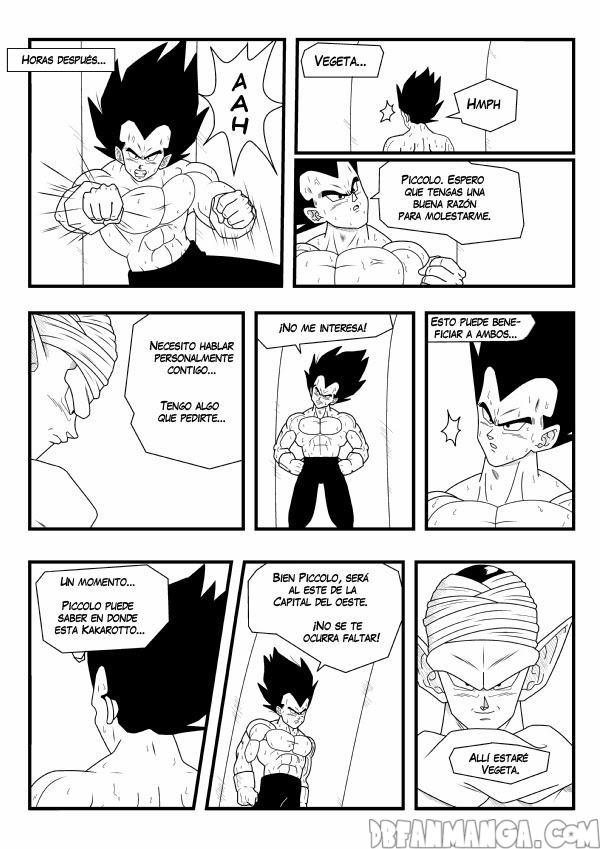 Horas después...
AAH
Vegeta...
Hmph
Piccolo. Espero
que tengas una
buena razón
para molestarme.
Necesito hablar
personalmente
contigo...
Tengo algo
que pedirte...
¡No me interesa!
Esto puede bene-
ficiar a ambos...
Un momento...
Piccolo puede
saber en donde
esta Kakarotto...
Bien Piccolo, será
al este de la
Capital del oeste.
¡No se te
ocurra faltar!
Allí estaré
Vegeta.
DBFANMANGA.COM